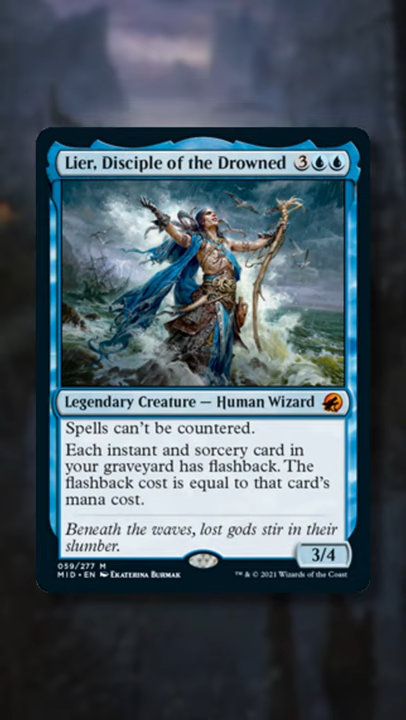 Lier, Disciple of the Drowned 3
Legendary Creature — Human Wizard
Spells can't be countered.
Each instant and sorcery card in
your graveyard has flashback. The
flashback cost is equal to that card's
mana cost.
Beneath the waves, lost gods stir in their
slumber.
3/4
059/277 M
MID • EN Ekaterina Burmak
™ & © 2021 Wizards of the Coast